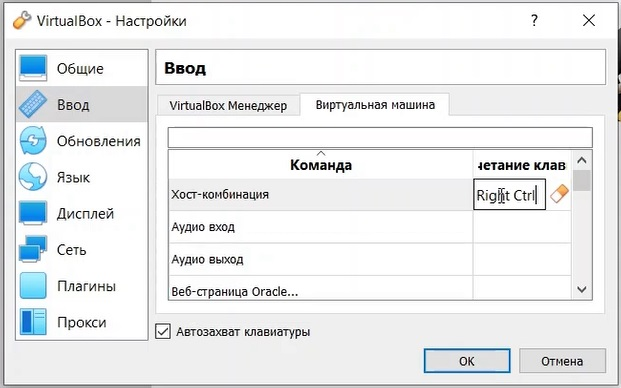 VirtualBox - Настройки
Общие
Ввод
Обновления
Язык
Дисплей
Сеть
Плагины
Прокси
Ввод
VirtualBox Менеджер
Виртуальная машина
Команда
четание клав
Хост-комбинация
Right Ctrl
Аудио вход
Аудио выход
Веб-страница Oracle...
Автозахват клавиатуры
OK
Отмена